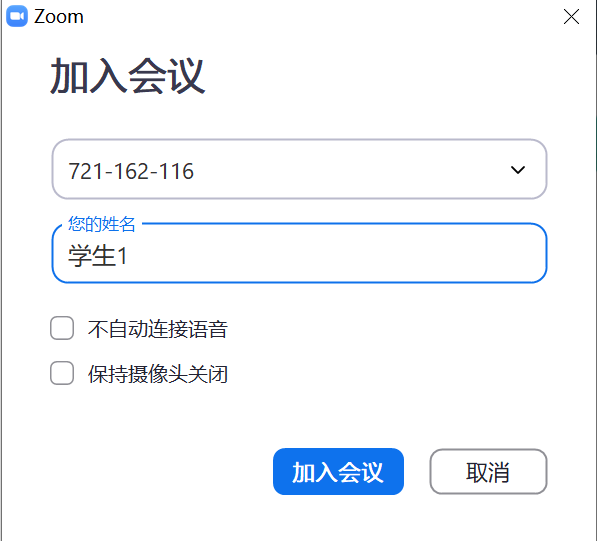 Zoom
加入会议
721-162-116
您的姓名
学生1
不自动连接语音
保持摄像头关闭
加入会议 取消